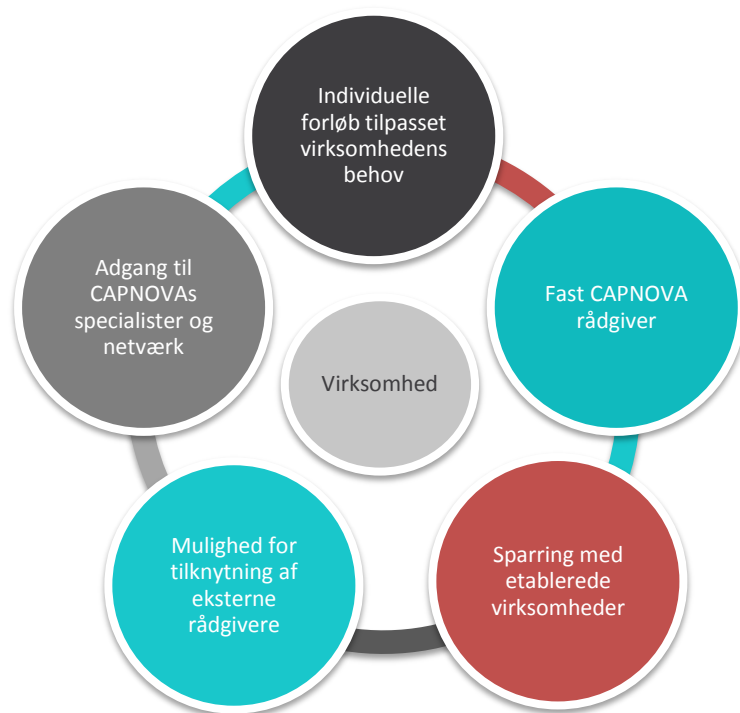 Individuelle
forløb tilpasset
virksomhedens
behov
Fast CAPNOVA
rådgiver
Sparring med
etablerede
virksomheder
Mulighed for
tilknytning af
eksterne
rådgivere
Adgang til
CAPNOVAs
specialister og
netværk
Virksomhed